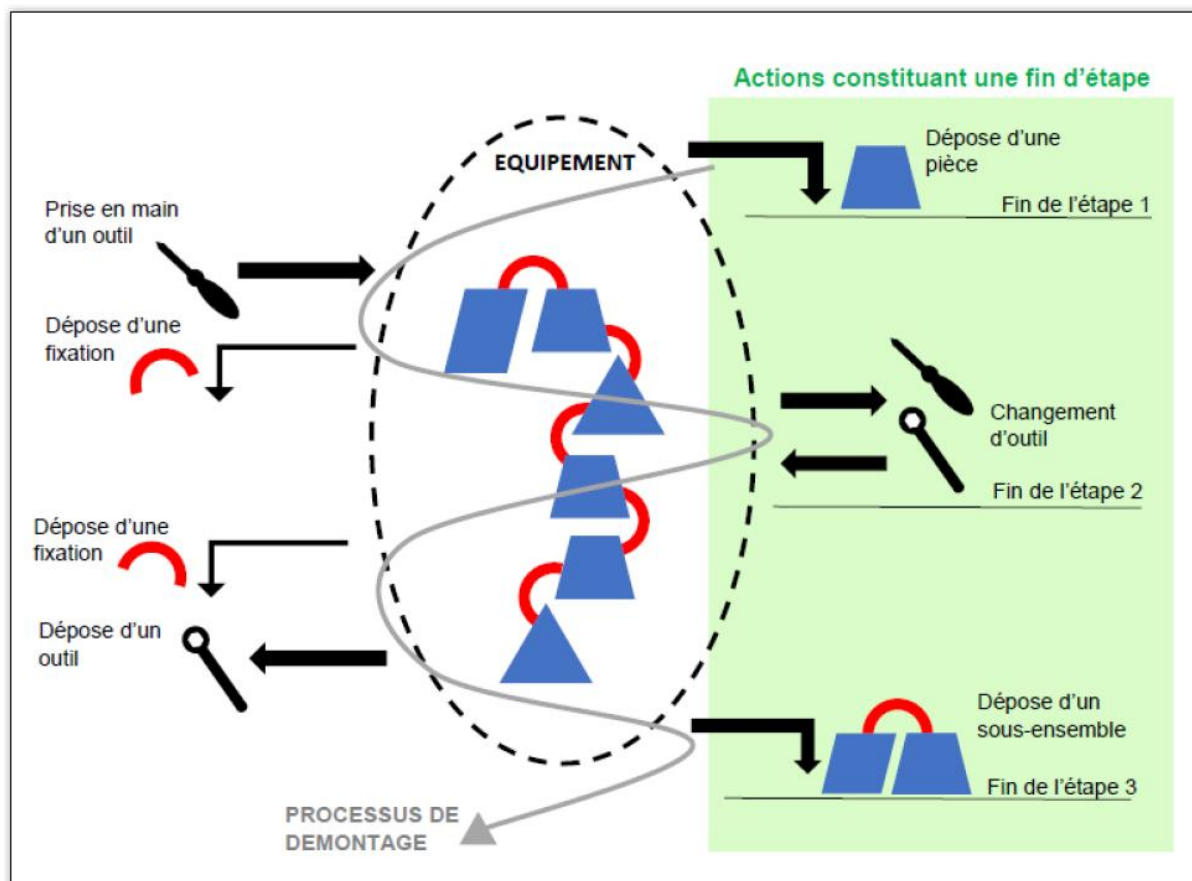 Actions constituant une fin d’étape
EQUIPEMENT
Dépose d’une
pièce
Fin de l’étape 1
Prise en main
d’un outil
Dépose d’une
fixation
Changement
d’outil
Fin de l’étape 2
Dépose d’une
fixation
Dépose d’un
outil
Dépose d’un
sous-ensemble
Fin de l’étape 3
PROCESSUS DE
DEMONTAGE